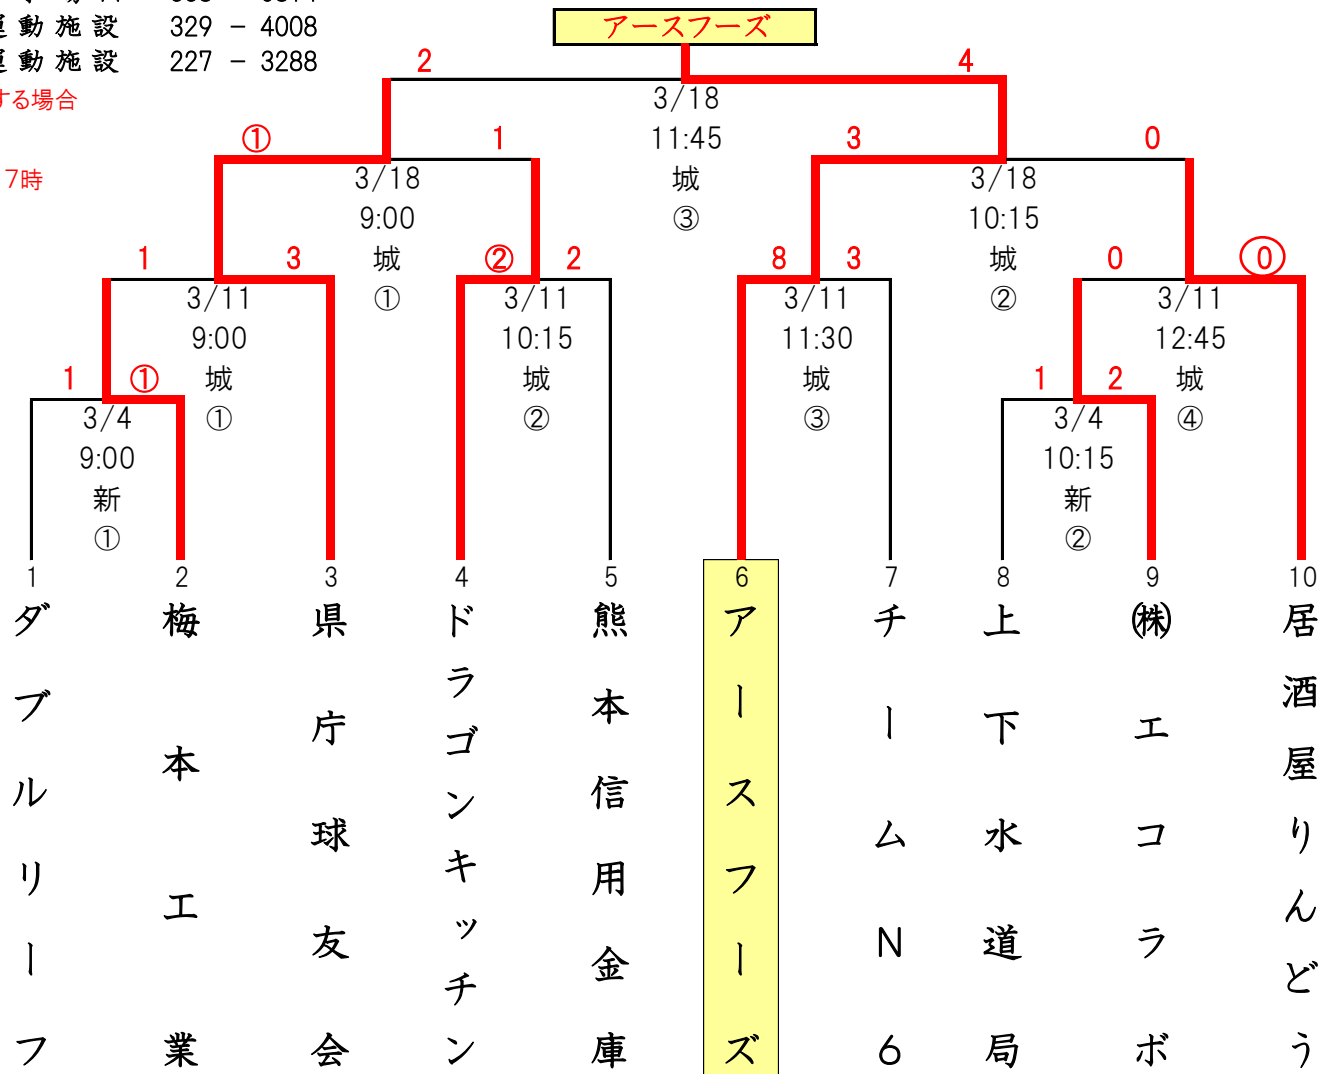 運動施設 329 － 4008
運動施設 227 － 3288
する場合
7時
アースフーズ
2 4
3/18
11:45
城
③
① 1
3/18
9:00
城
①
3 0
3/18
10:15
城
②
1 3
3/11
9:00
城
①
② 2
3/11
10:15
城
②
8 3
3/11
11:30
城
③
0 ⓪
3/11
12:45
城
④
1 ①
3/4
9:00
新
①
1 2
3/4
10:15
新
②
1 2 3 4 5 6 7 8 9 10
ダブルリーフ
梅本工業
県庁球友会
ドラゴンキッチン
熊本信用金庫
アースフーズ
チームN6
上下水道局
㈱エコラボ
居酒屋りんどう